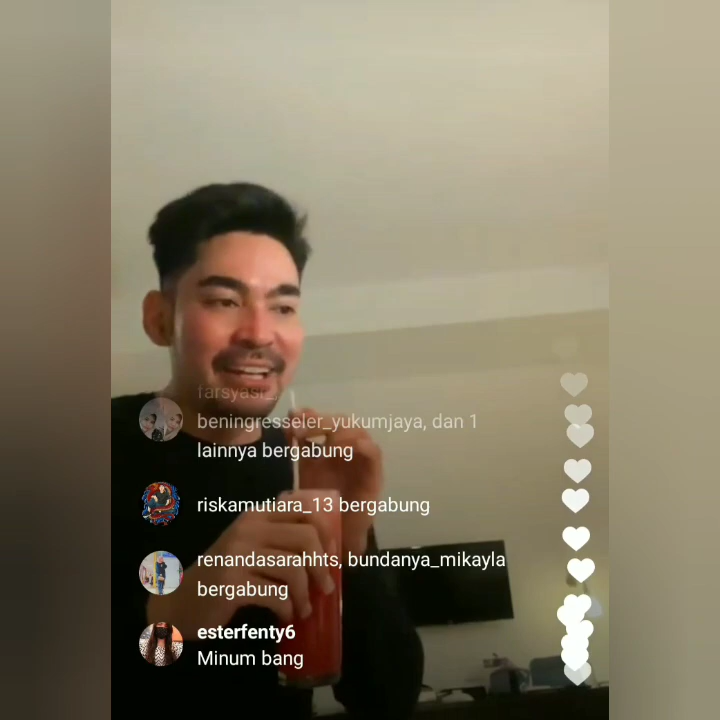 beningresseler_yukumjaya, dan 1
lainnya bergabung
riskamutiara_13 bergabung
renandasarahhts, bundanya_mikayla
bergabung
esterfenty6
Minum bang